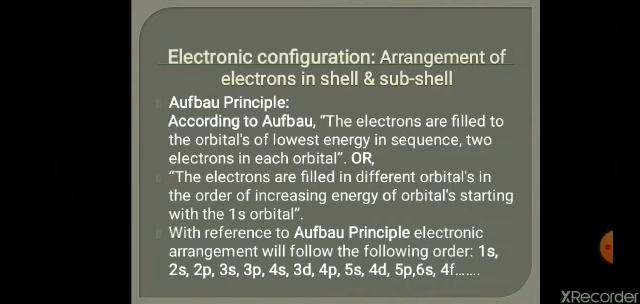 Electronic configuration: Arrangement of
electrons in shell & sub-shell
Aufbau Principle:
According to Aufbau, “The electrons are filled to
the orbital's of lowest energy in sequence, two
electrons in each orbital”. OR,
“The electrons are filled in different orbital's in
the order of increasing energy of orbital's starting
with the 1s orbital”.
With reference to Aufbau Principle electronic
arrangement will follow the following order: 1s,
2s, 2p, 3s, 3p, 4s, 3d, 4p, 5s, 4d, 5p,6s, 4f…….
XRecorder